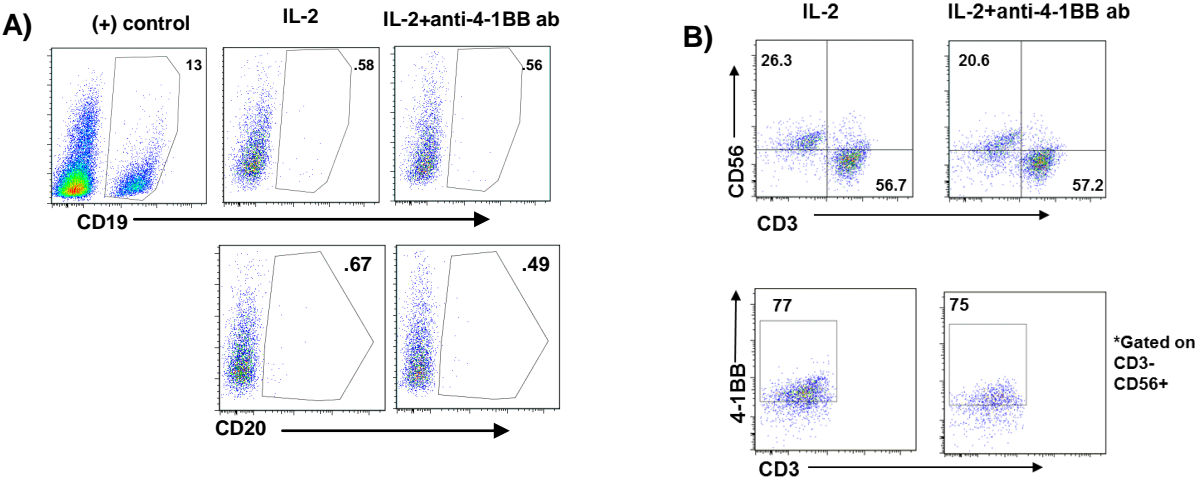 A)
(+) control
IL-2
IL-2+anti-4-1BB ab
13
.58
.56
CD19
.67
.49
CD20
B)
IL-2
IL-2+anti-4-1BB ab
26.3
20.6
CD56
56.7
57.2
CD3
77
75
4-1BB
*Gated on
CD3-
CD56+
CD3